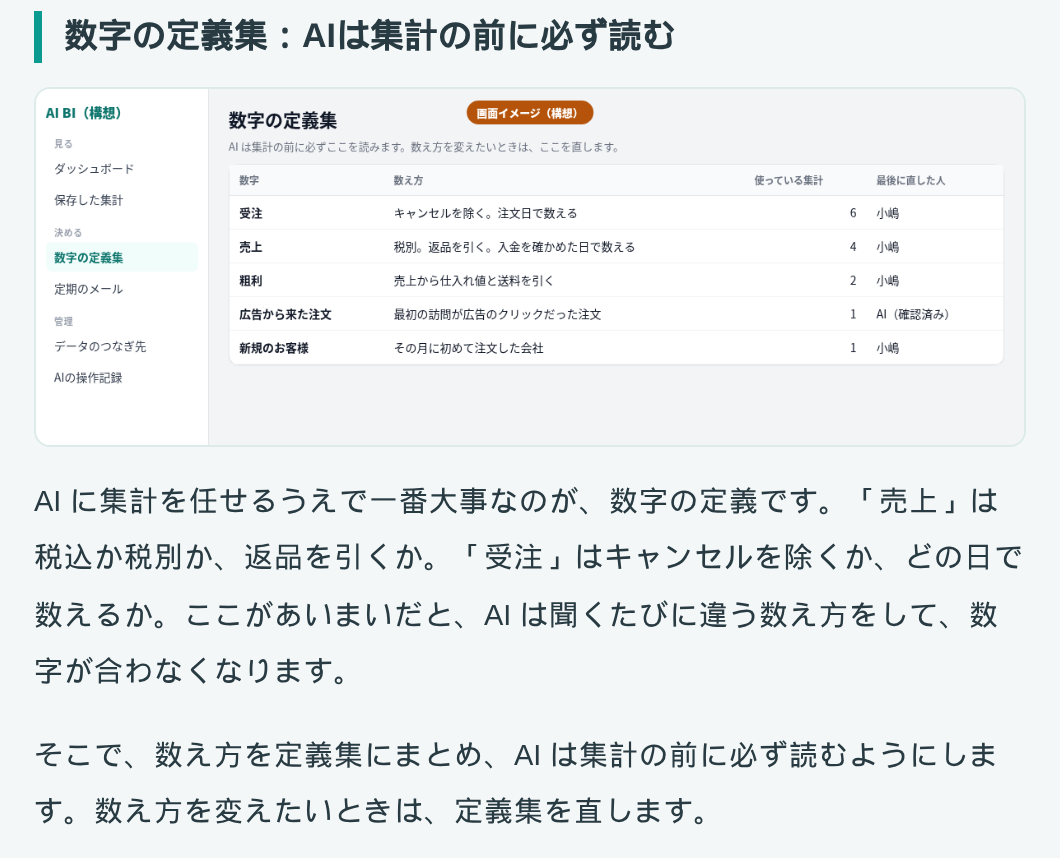 数字の定義集：AIは集計の前に必ず読む
AI BI（構想）
見る
ダッシュボード
保存した集計
決める
数字の定義集
定期のメール
管理
データのつなぎ先
AIの操作記録
画面イメージ（構想）
数字の定義集
AI は集計の前に必ずここを読みます。数え方を変えたいときは、ここを直します。
数字 数え方 使っている集計 最後に直した人
受注 キャンセルを除く。注文日で数える 6 小嶋
売上 税別。返品を引く。入金を確かめた日で数える 4 小嶋
粗利 売上から仕入れ値と送料を引く 2 小嶋
広告から来た注文 最初の訪問が広告のクリックだった注文 1 AI（確認済み）
新規のお客様 その月に初めて注文した会社 1 小嶋
AI に集計を任せるうえで一番大事なのが、数字の定義です。「売上」は
税込か税別か、返品を引くか。「受注」はキャンセルを除くか、どの日で
数えるか。ここがあいまいだと、AI は聞くたびに違う数え方をして、数
字が合わなくなります。
そこで、数え方を定義集にまとめ、AI は集計の前に必ず読むようにしま
す。数え方を変えたいときは、定義集を直します。